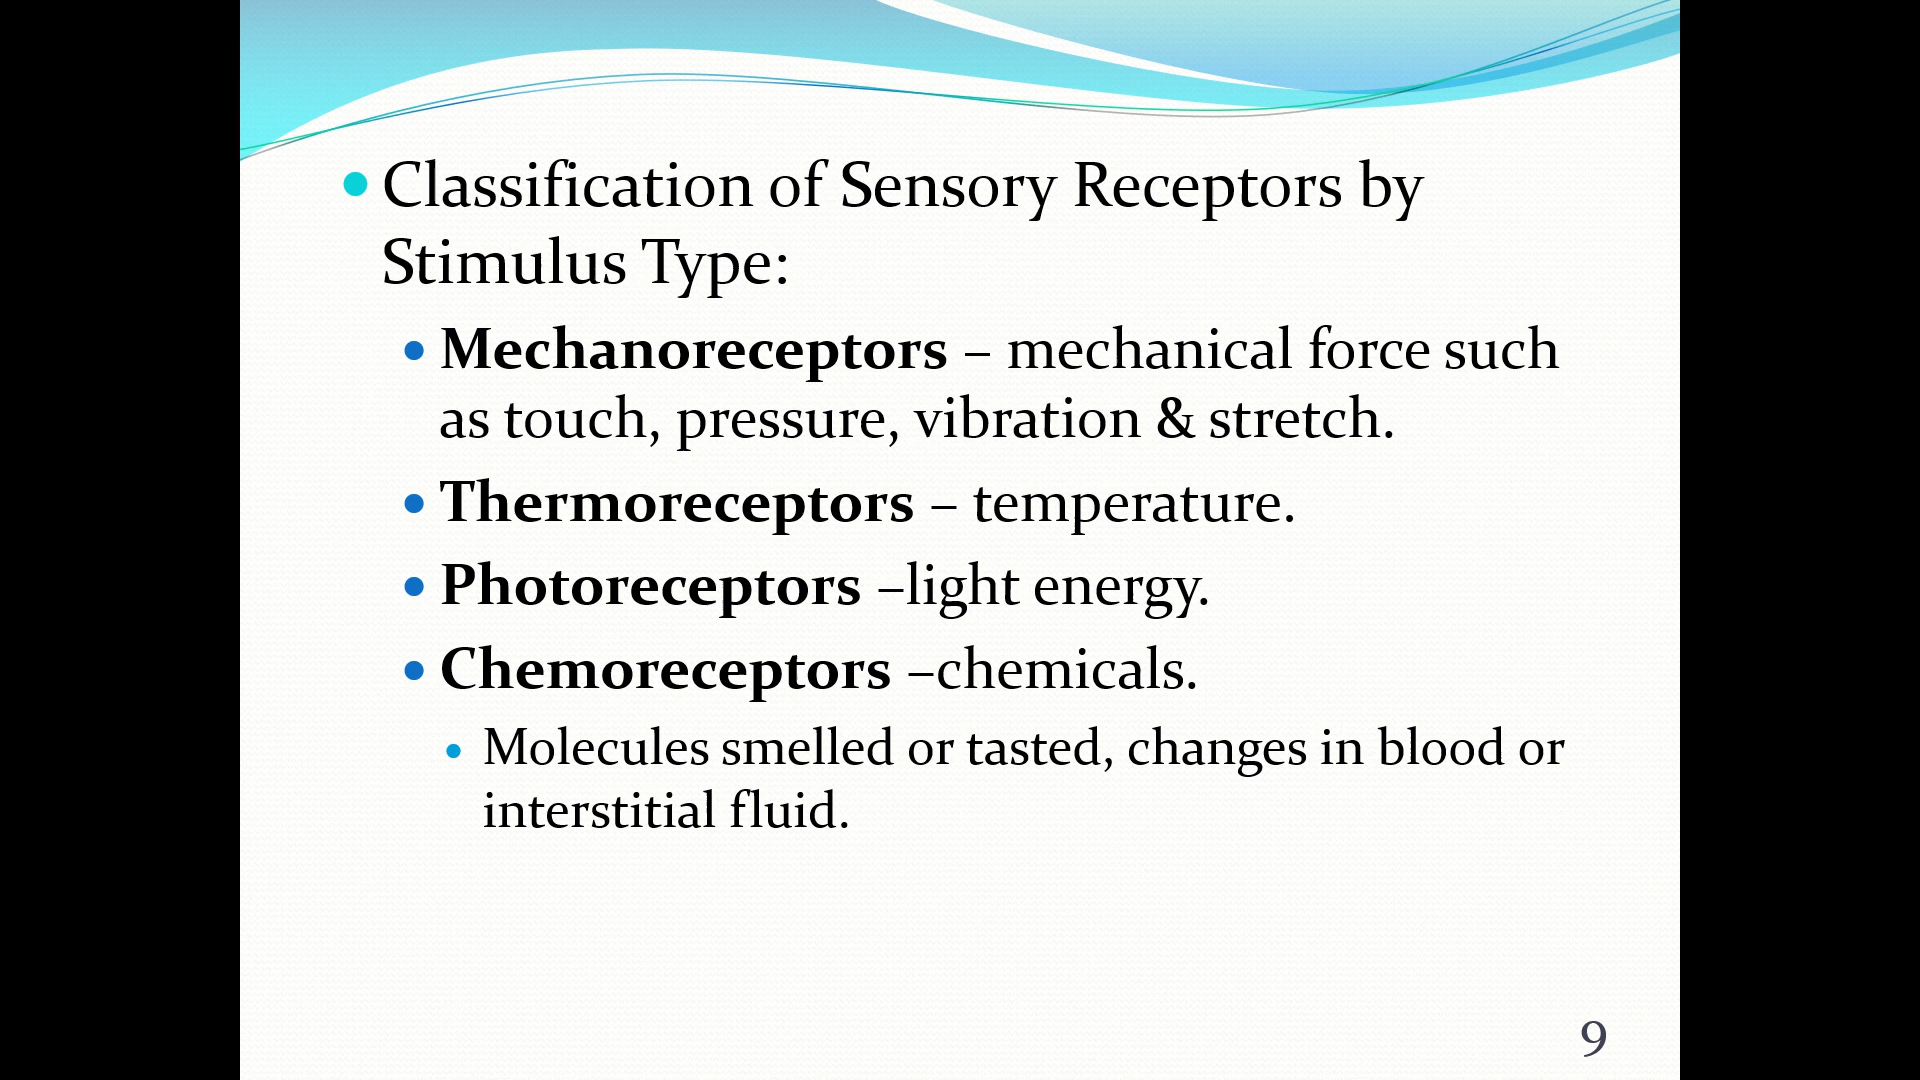 Classification of Sensory Receptors by
Stimulus Type:
Mechanoreceptors – mechanical force such
as touch, pressure, vibration & stretch.
Thermoreceptors – temperature.
Photoreceptors –light energy.
Chemoreceptors –chemicals.
Molecules smelled or tasted, changes in blood or
interstitial fluid.
9